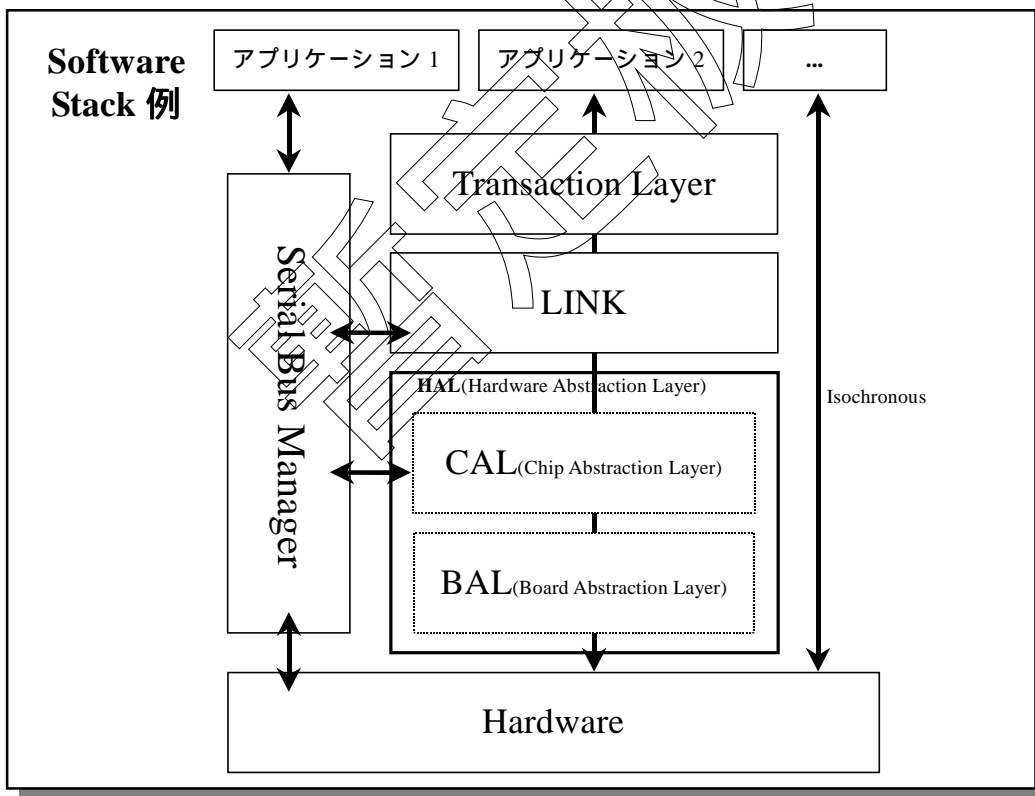 Software
Stack 例
アプリケーション 1
アプリケーション 2
...
Transaction Layer
LINK
Serial Bus Manager
HAL(Hardware Abstraction Layer)
CAL(Chip Abstraction Layer)
BAL(Board Abstraction Layer)
Isochronous
Hardware